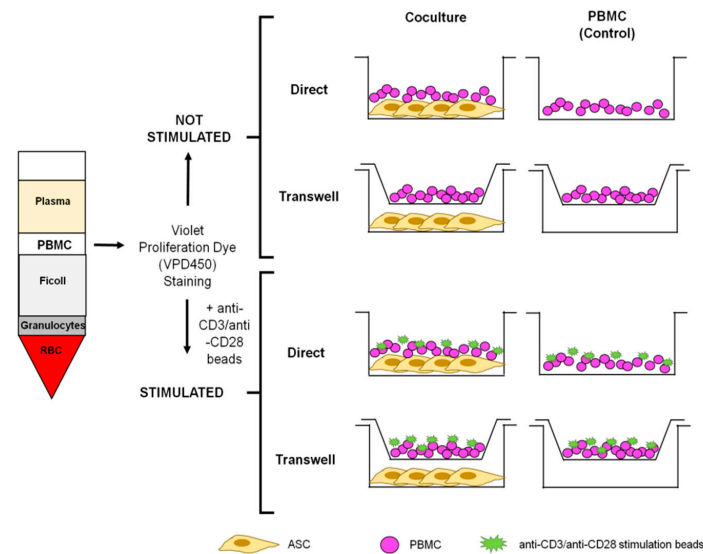 Coculture
PBMC
(Control)
Direct
NOT
STIMULATED
Transwell
Plasma
PBMC
Ficoll
Granulocytes
RBC
Violet
Proliferation Dye
(VPD450)
Staining
+ anti-
CD3/anti
-CD28
beads
Direct
STIMULATED
Transwell
ASC
PBMC
anti-CD3/anti-CD28 stimulation beads